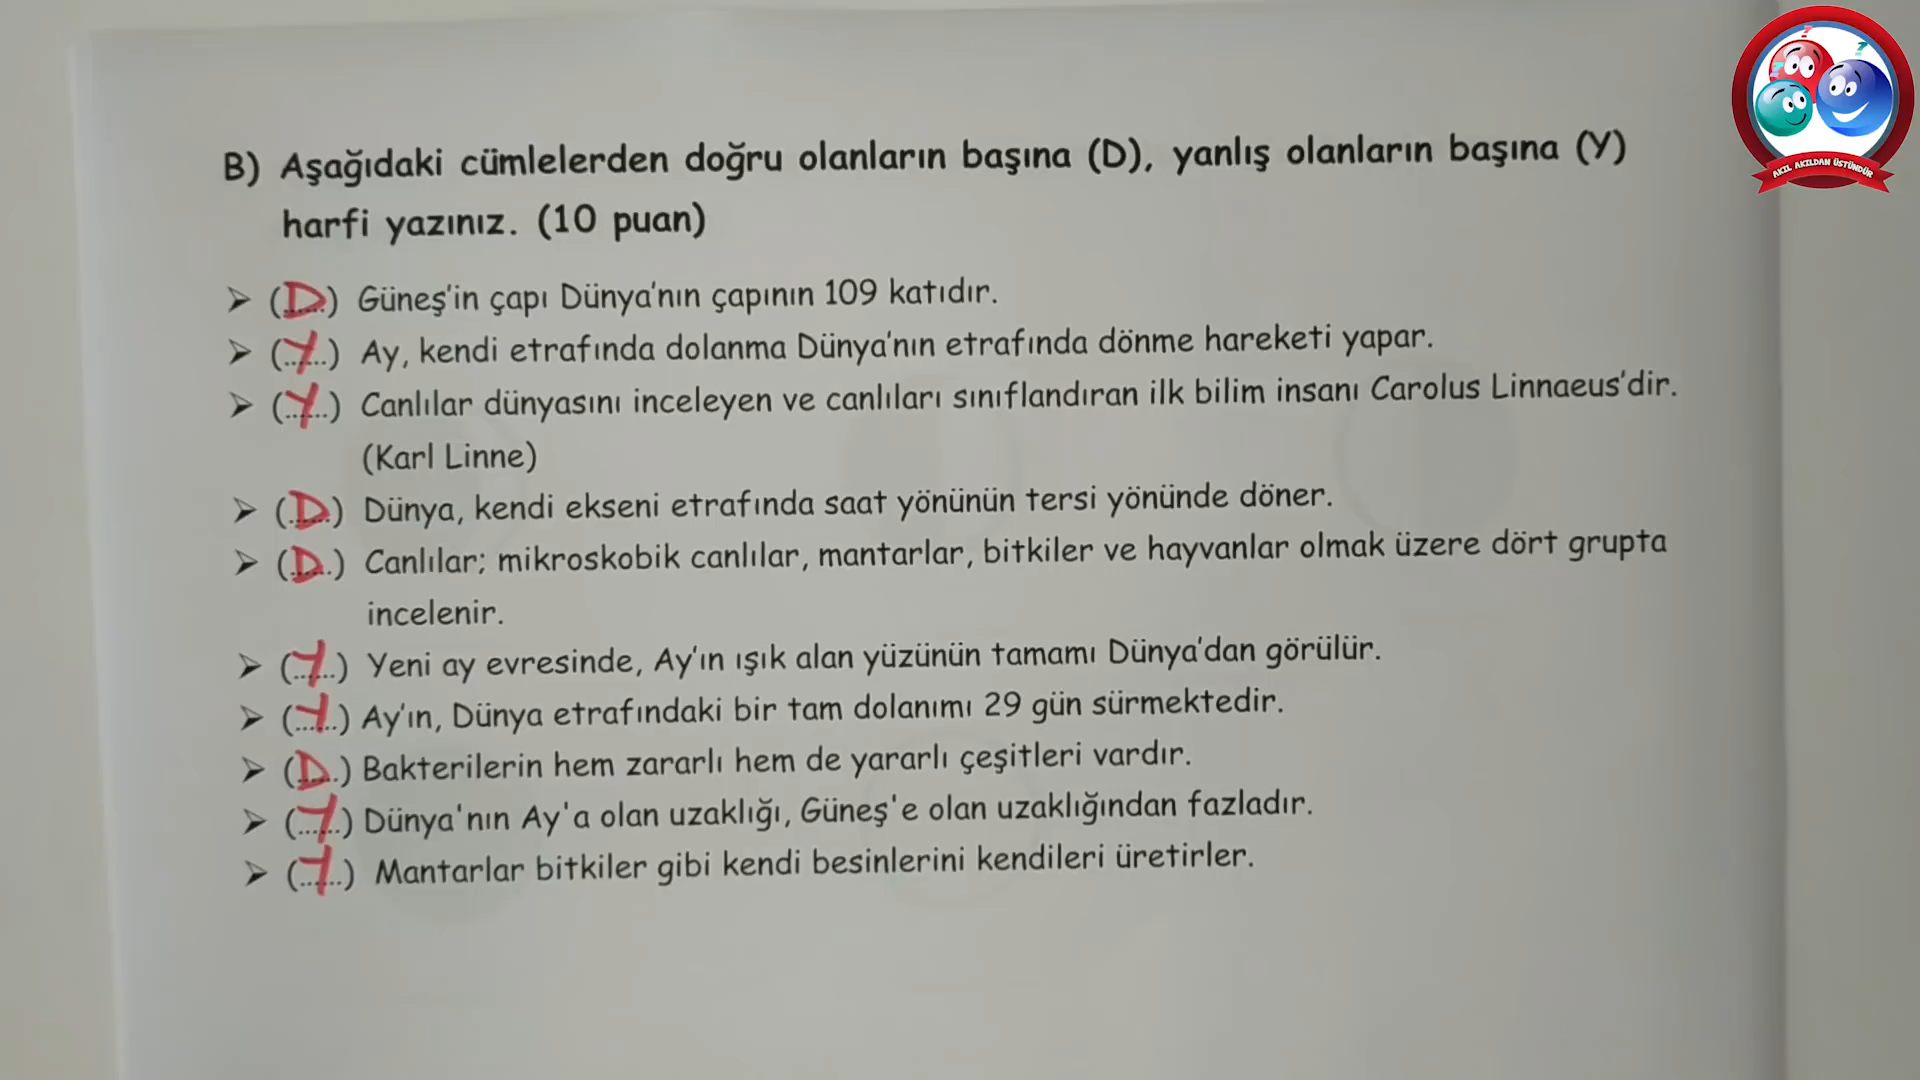 AKIL AKILDAN ÜSTÜNDÜR
B) Aşağıdaki cümlelerden doğru olanların başına (D), yanlış olanların başına (Y)
harfi yazınız. (10 puan)
➢ (D) Güneş'in çapı Dünya'nın çapının 109 katıdır.
➢ (Y) Ay, kendi etrafında dolanma Dünya'nın etrafında dönme hareketi yapar.
➢ (Y) Canlılar dünyasını inceleyen ve canlıları sınıflandıran ilk bilim insanı Carolus Linnaeus'dir.
(Karl Linne)
➢ (D) Dünya, kendi ekseni etrafında saat yönünün tersi yönünde döner.
➢ (D) Canlılar; mikroskobik canlılar, mantarlar, bitkiler ve hayvanlar olmak üzere dört grupta
incelenir.
➢ (Y) Yeni ay evresinde, Ay'ın ışık alan yüzünün tamamı Dünya'dan görülür.
➢ (Y) Ay'ın, Dünya etrafındaki bir tam dolanımı 29 gün sürmektedir.
➢ (D) Bakterilerin hem zararlı hem de yararlı çeşitleri vardır.
➢ (Y) Dünya'nın Ay'a olan uzaklığı, Güneş'e olan uzaklığından fazladır.
➢ (Y) Mantarlar bitkiler gibi kendi besinlerini kendileri üretirler.